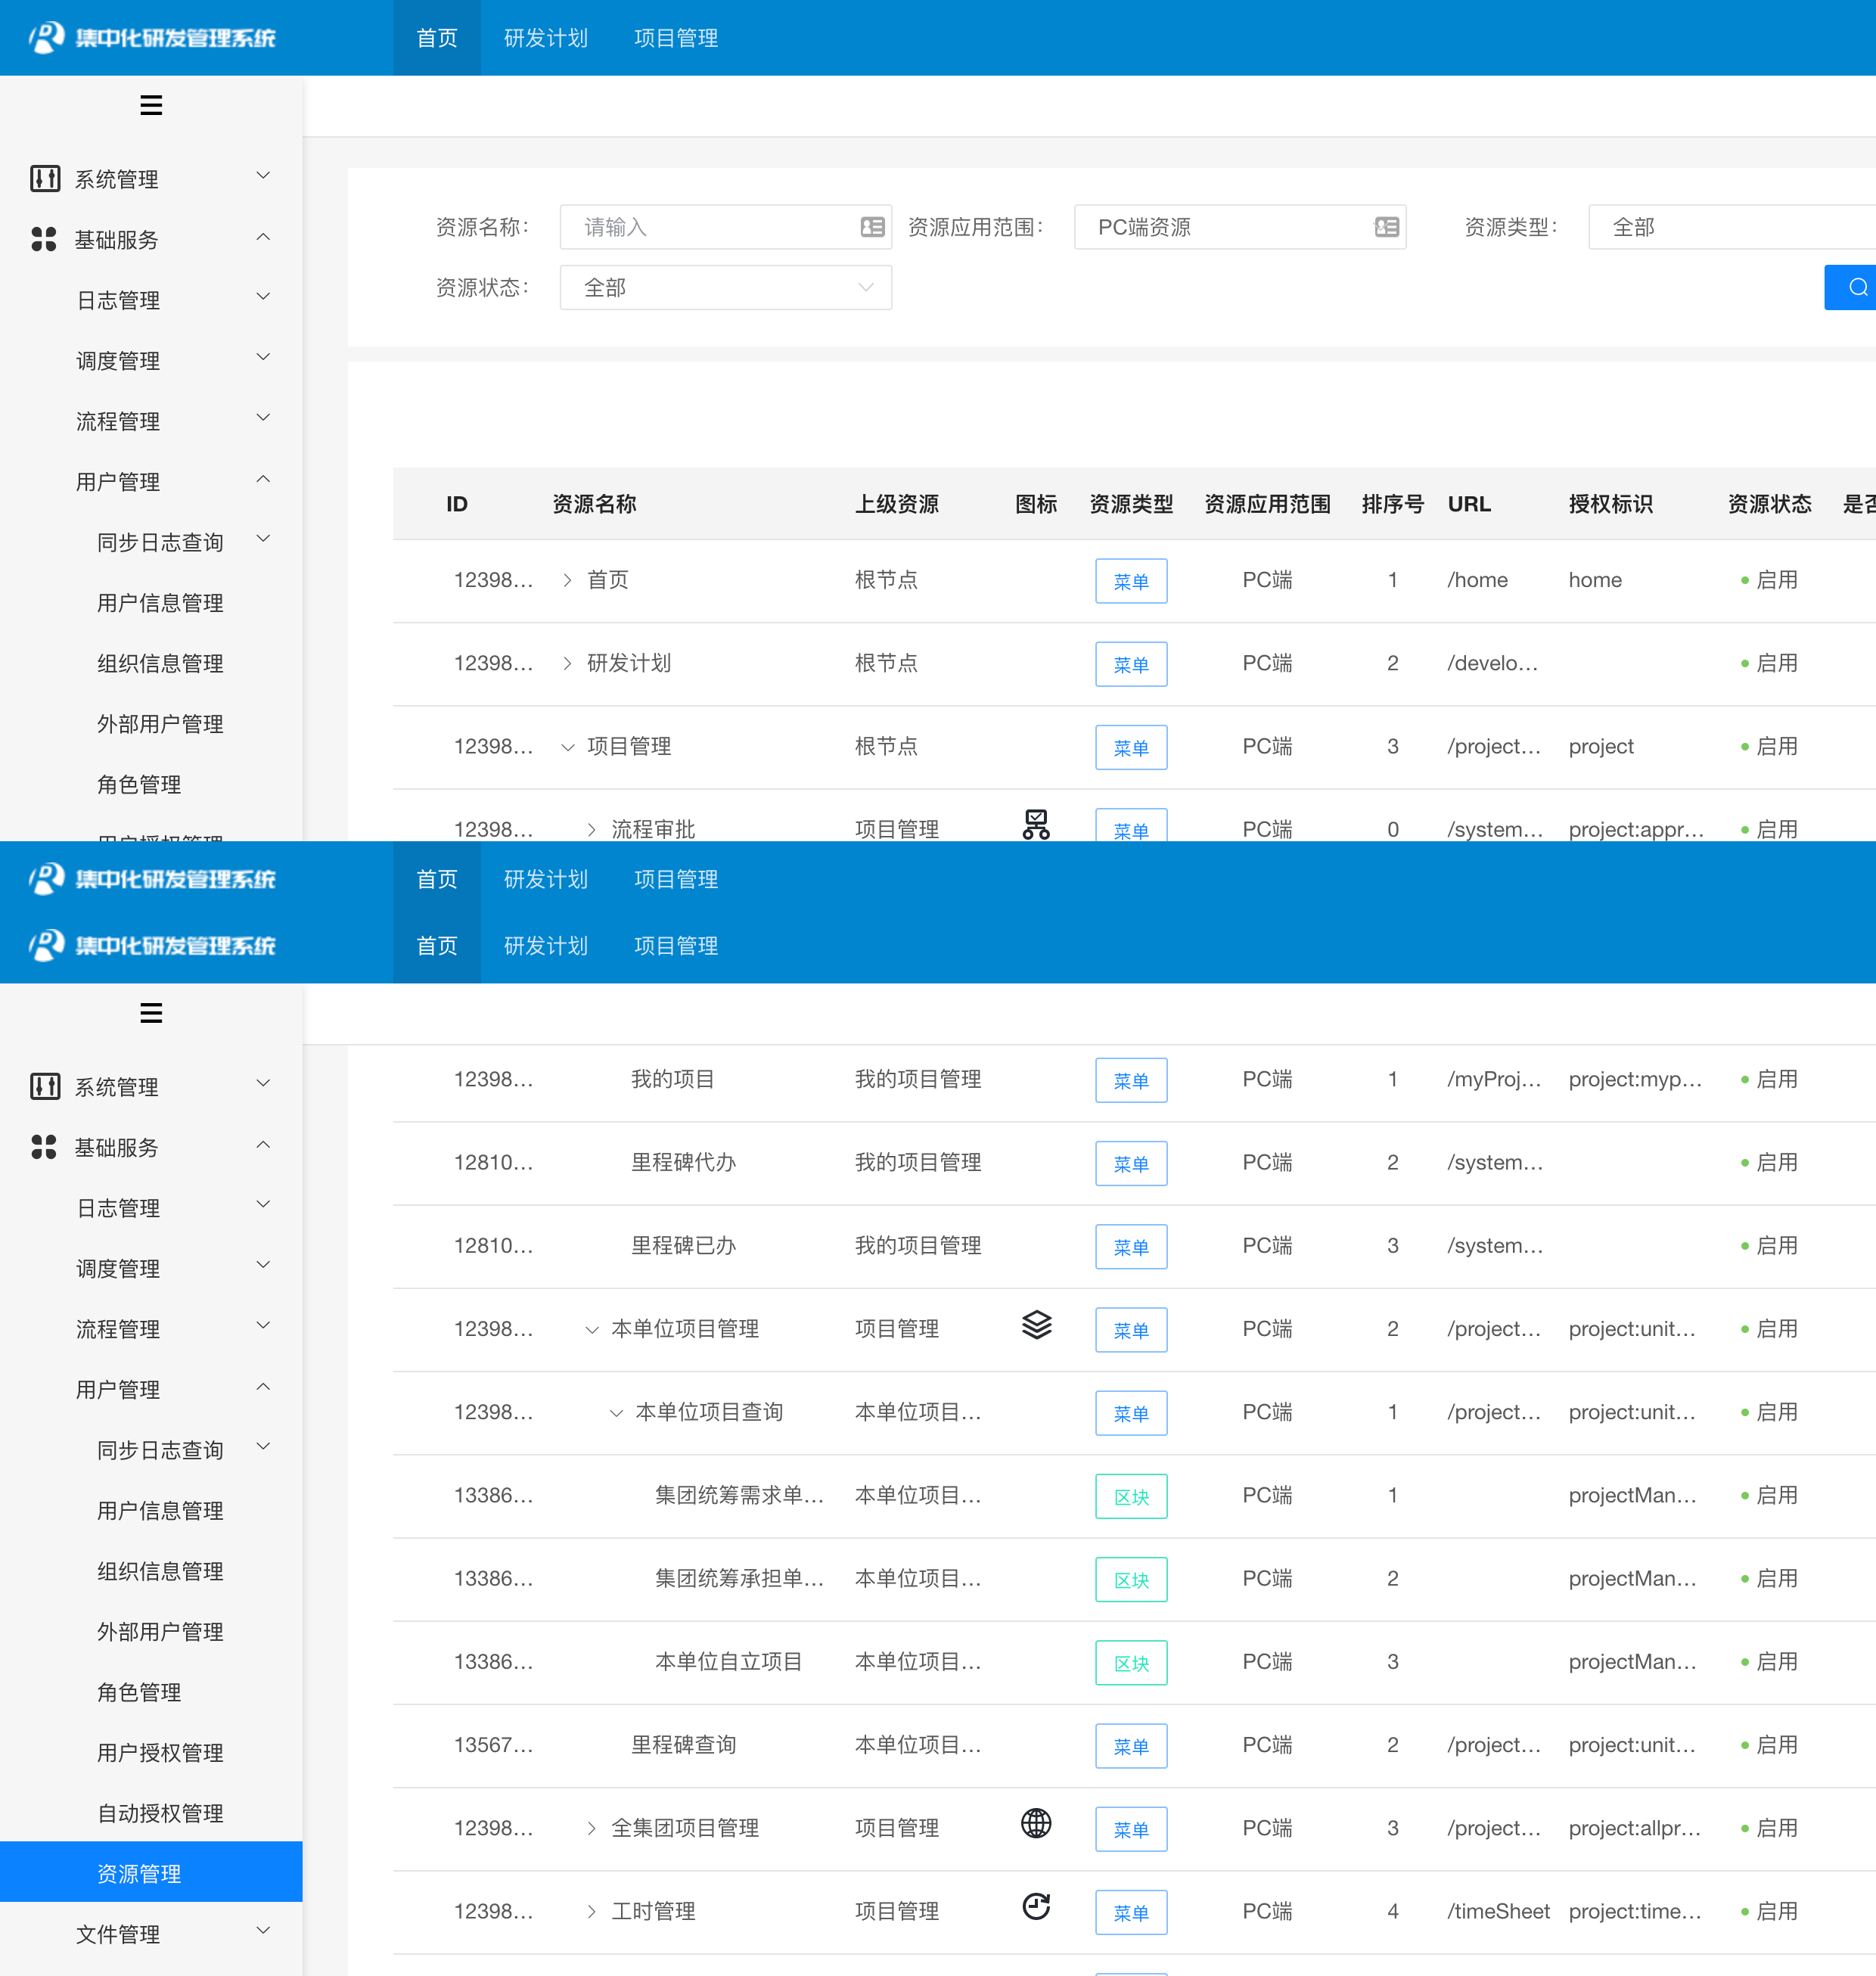 集中化研发管理系统 首页 研发计划 项目管理
系统管理
基础服务
日志管理
调度管理
流程管理
用户管理
同步日志查询
用户信息管理
组织信息管理
外部用户管理
角色管理
用户授权管理
资源名称： 请输入 资源应用范围： PC端资源 资源类型： 全部
资源状态： 全部
ID 资源名称 上级资源 图标 资源类型 资源应用范围 排序号 URL 授权标识 资源状态 是否
12398... 首页 根节点 菜单 PC端 1 /home home 启用
12398... 研发计划 根节点 菜单 PC端 2 /develo... 启用
12398... 项目管理 根节点 菜单 PC端 3 /project... project 启用
12398... 流程审批 项目管理 菜单 PC端 0 /system... project:appr... 启用
集中化研发管理系统 首页 研发计划 项目管理
集中化研发管理系统 首页 研发计划 项目管理
系统管理
基础服务
日志管理
调度管理
流程管理
用户管理
同步日志查询
用户信息管理
组织信息管理
外部用户管理
角色管理
用户授权管理
自动授权管理
资源管理
文件管理
12398... 我的项目 我的项目管理 菜单 PC端 1 /myProj... project:myp... 启用
12810... 里程碑代办 我的项目管理 菜单 PC端 2 /system... 启用
12810... 里程碑已办 我的项目管理 菜单 PC端 3 /system... 启用
12398... 本单位项目管理 项目管理 菜单 PC端 2 /project... project:unit... 启用
12398... 本单位项目查询 本单位项目... 菜单 PC端 1 /project... project:unit... 启用
13386... 集团统筹需求单... 本单位项目... 区块 PC端 1 projectMan... 启用
13386... 集团统筹承担单... 本单位项目... 区块 PC端 2 projectMan... 启用
13386... 本单位自立项目 本单位项目... 区块 PC端 3 projectMan... 启用
13567... 里程碑查询 本单位项目... 菜单 PC端 2 /project... project:unit... 启用
12398... 全集团项目管理 项目管理 菜单 PC端 3 /project... project:allpr... 启用
12398... 工时管理 项目管理 菜单 PC端 4 /timeSheet project:time... 启用